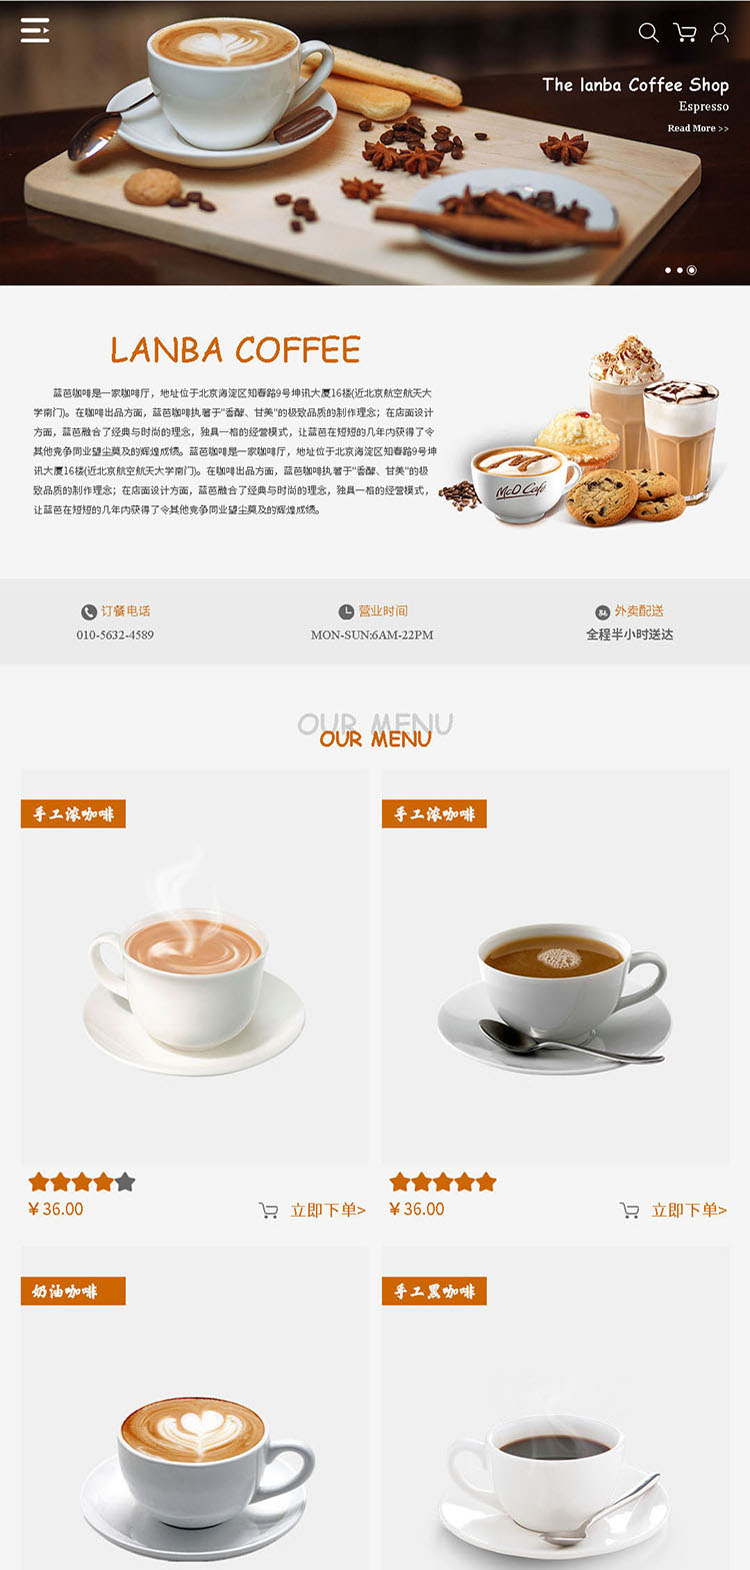 The lanba Coffee Shop
Espresso
Read More >>
LANBA COFFEE
蓝芭咖啡是一家咖啡厅，地址位于北京海淀区知春路9号坤讯大厦16楼(近北京航空航天大
学南门)。在咖啡出品方面，蓝芭咖啡执著于"香醇、甘美"的极致品质的制作理念；在店面设计
方面，蓝芭融合了经典与时尚的理念，独具一格的经营模式，让蓝芭在短短的几年内获得了令
其他竞争同业望尘莫及的辉煌成绩。蓝芭咖啡是一家咖啡厅，地址位于北京海淀区知春路9号坤
讯大厦16楼(近北京航空航天大学南门)。在咖啡出品方面，蓝芭咖啡执著于"香醇、甘美"的极
致品质的制作理念；在店面设计方面，蓝芭融合了经典与时尚的理念，独具一格的经营模式，
让蓝芭在短短的几年内获得了令其他竞争同业望尘莫及的辉煌成绩。
McD Café
订餐电话
010-5632-4589
营业时间
MON-SUN:6AM-22PM
外卖配送
全程半小时送达
OUR MENU
OUR MENU
手工浓咖啡
手工浓咖啡
¥36.00
立即下单>
¥36.00
立即下单>
奶油咖啡
手工黑咖啡